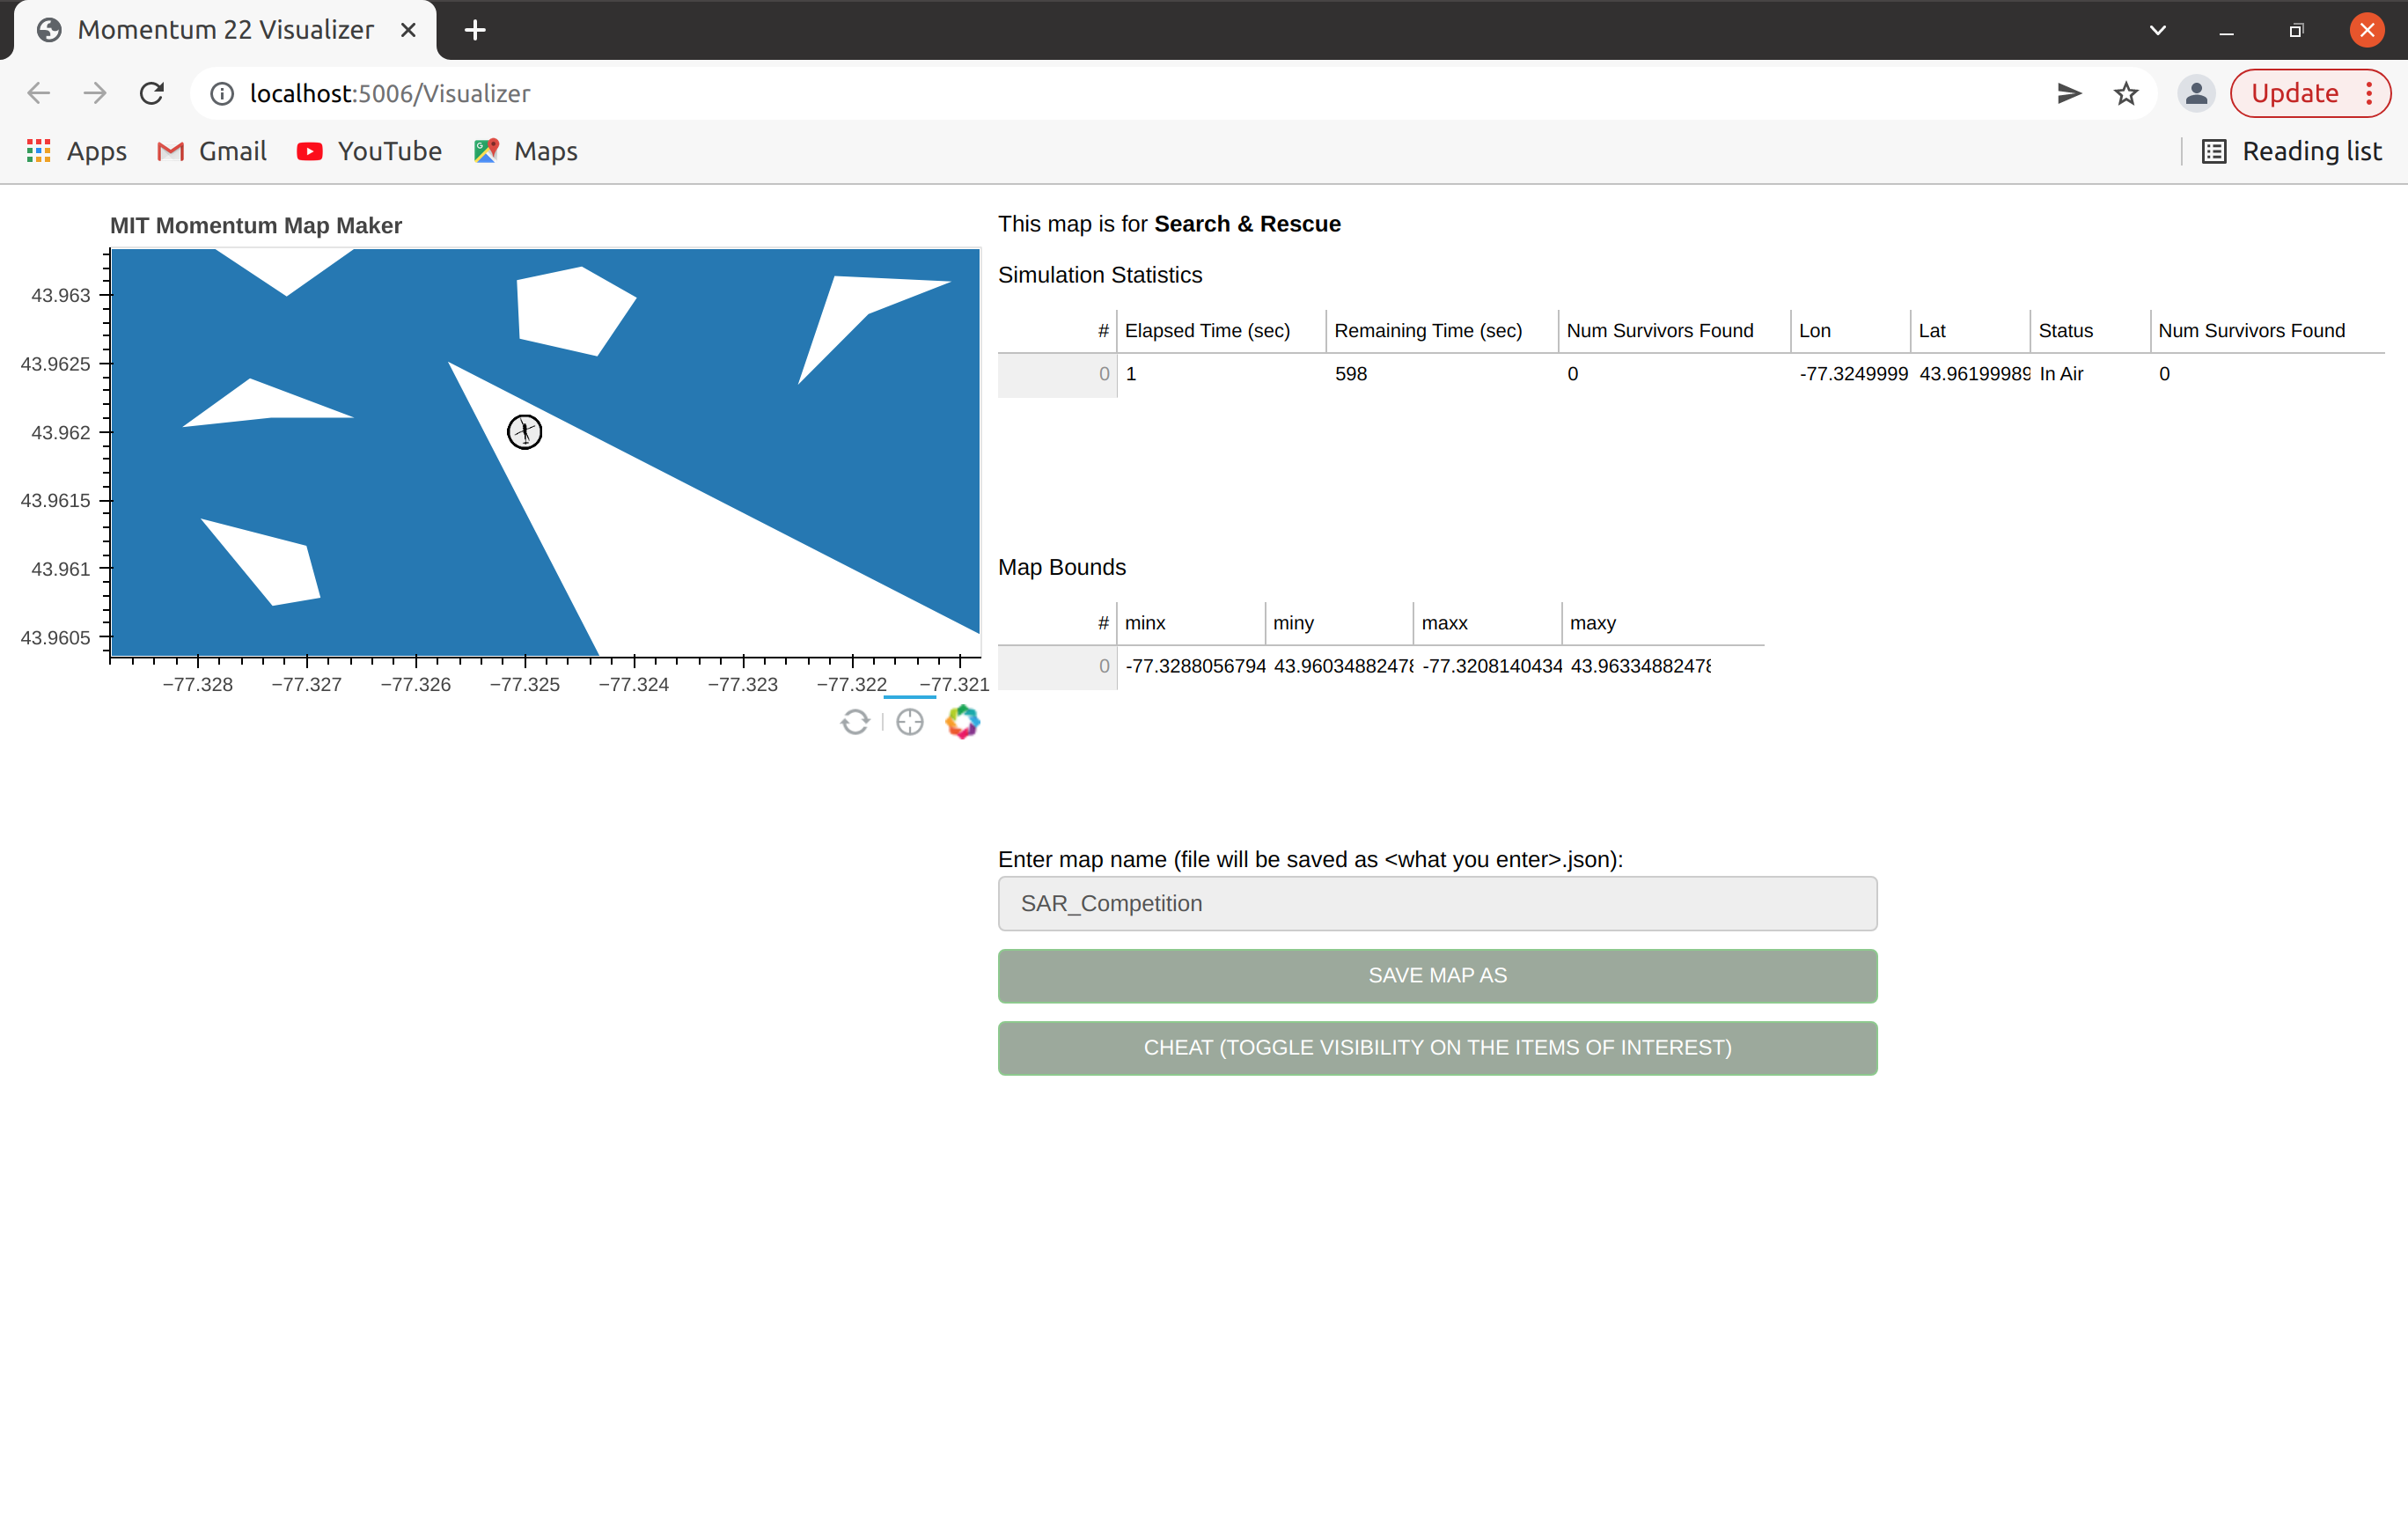 Momentum 22 Visualizer
localhost:5006/Visualizer
Update
Apps Gmail YouTube Maps Reading list
MIT Momentum Map Maker
43.963
43.9625
43.962
43.9615
43.961
43.9605
−77.328 −77.327 −77.326 −77.325 −77.324 −77.323 −77.322 −77.321
This map is for Search & Rescue
Simulation Statistics
# Elapsed Time (sec) Remaining Time (sec) Num Survivors Found Lon Lat Status Num Survivors Found
0 1 598 0 -77.3249999 43.96199989 In Air 0
Map Bounds
# minx miny maxx maxy
0 -77.3288056794 43.96034882478 -77.3208140434 43.96334882478
Enter map name (file will be saved as <what you enter>.json):
SAR_Competition
SAVE MAP AS
CHEAT (TOGGLE VISIBILITY ON THE ITEMS OF INTEREST)